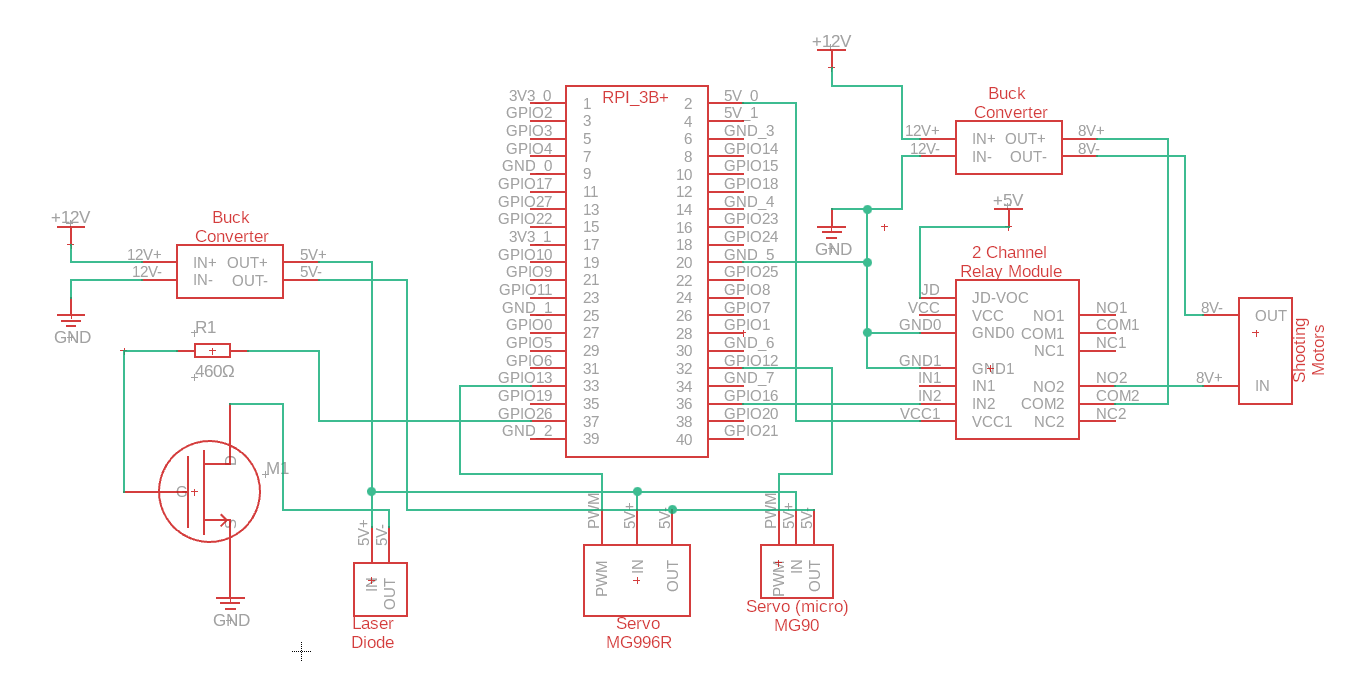 +12V
Buck
Converter
12V+
12V-
IN+ OUT+
IN- OUT-
8V+
8V-
+5V
GND
RPI_3B+
3V3_0
GPIO2
GPIO3
GPIO4
GND_0
GPIO17
GPIO27
GPIO22
3V3_1
GPIO10
GPIO9
GPIO11
GND_1
GPIO0
GPIO5
GPIO6
GPIO13
GPIO19
GPIO26
GND_2
1
3
5
7
9
11
13
15
17
19
21
23
25
27
29
31
33
35
37
39
2
4
6
8
10
12
14
16
18
20
22
24
26
28
30
32
34
36
38
40
5V_0
5V_1
GND_3
GPIO14
GPIO15
GPIO18
GND_4
GPIO23
GPIO24
GND_5
GPIO25
GPIO8
GPIO7
GPIO1
GND_6
GPIO12
GND_7
GPIO16
GPIO20
GPIO21
+12V
Buck
Converter
12V+
12V-
IN+ OUT+
IN- OUT-
5V+
5V-
GND
R1
460Ω
M1
G
D
S
GND
2 Channel
Relay Module
JD
VCC
GND0
GND1
IN1
IN2
VCC1
JD-VOC
VCC
GND0
GND1
IN1
IN2
VCC1
NO1
COM1
NC1
NO2
COM2
NC2
NO1
COM1
NC1
NO2
COM2
NC2
8V-
8V+
OUT
IN
Shooting
Motors
5V+
5V-
IN
OUT
Laser
Diode
PWM
5V+
5V-
PWM
IN
OUT
Servo
MG996R
PWM
5V+
5V-
PWM
IN
OUT
Servo (micro)
MG90